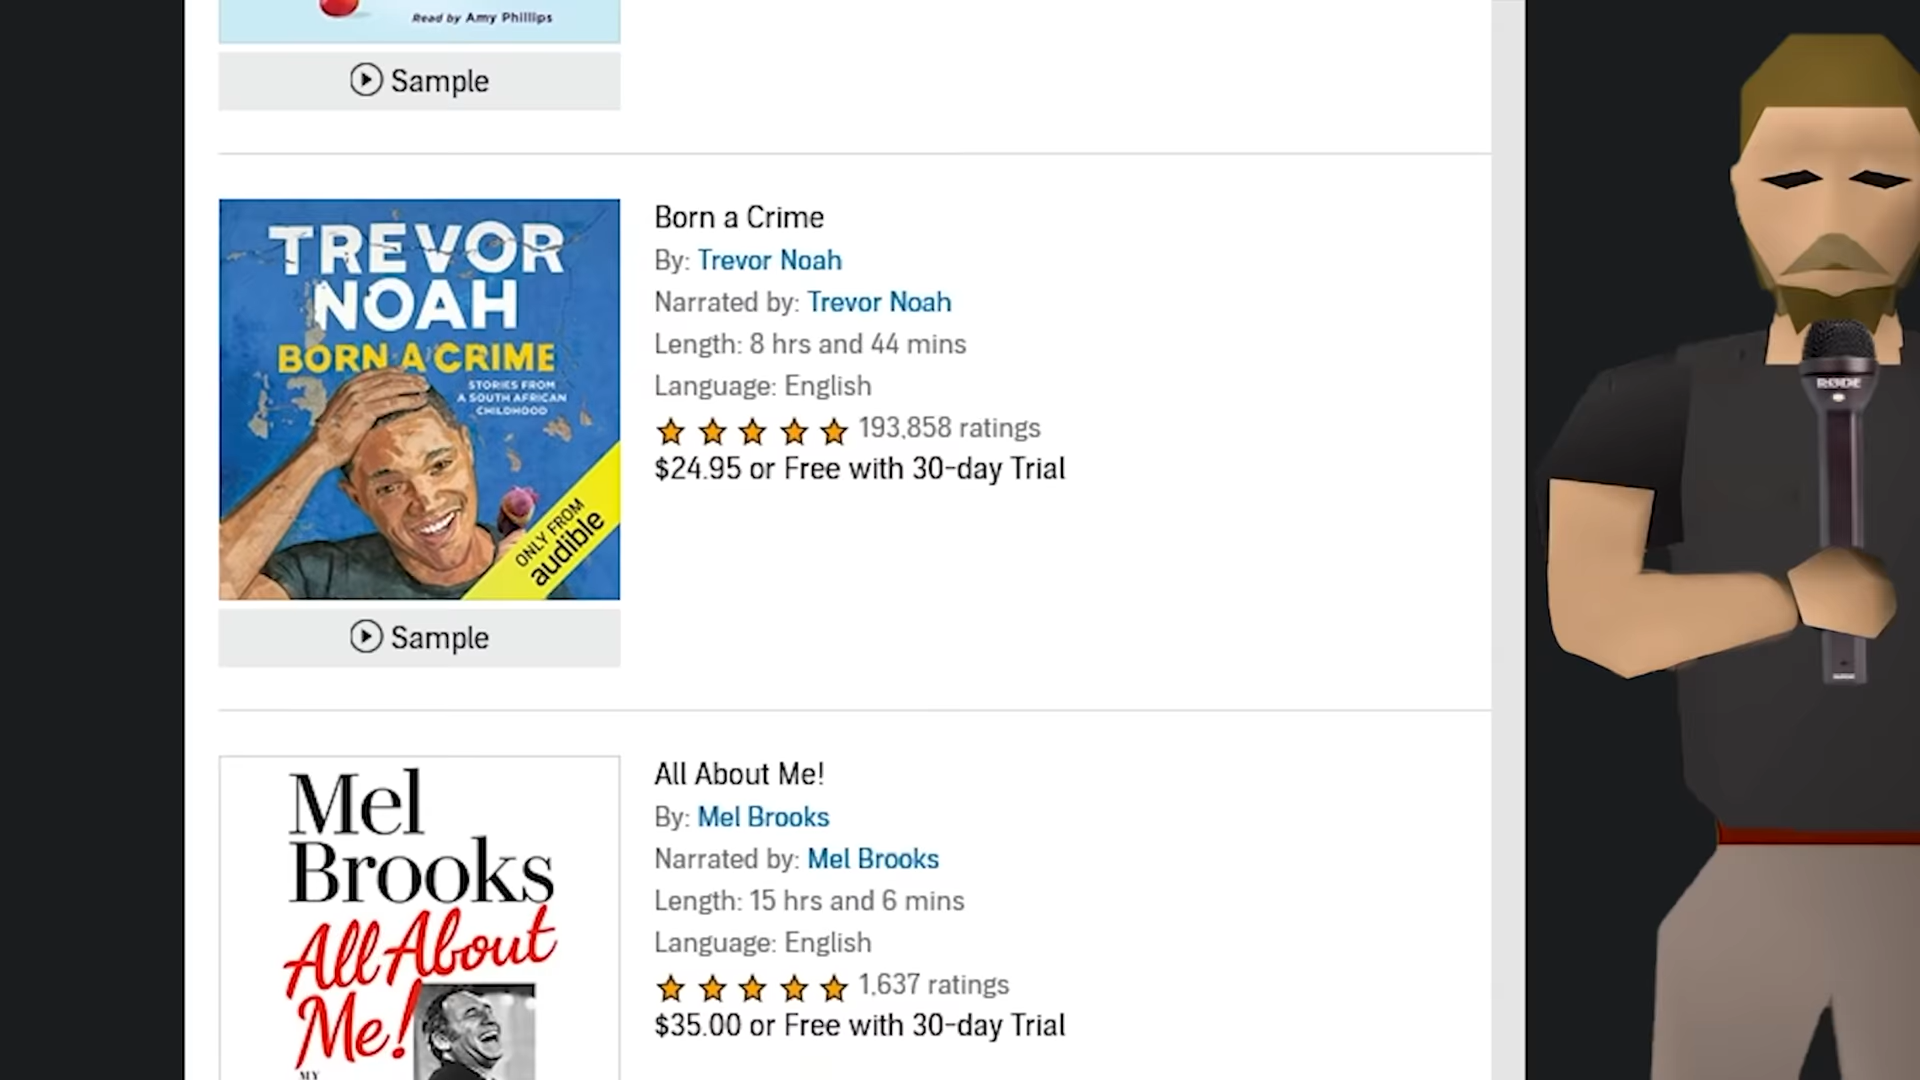 Read by Amy Phillips
Sample
TREVOR
NOAH
BORN A CRIME
STORIES FROM
A SOUTH AFRICAN
CHILDHOOD
ONLY FROM
audible
Sample
Born a Crime
By: Trevor Noah
Narrated by: Trevor Noah
Length: 8 hrs and 44 mins
Language: English
193,858 ratings
$24.95 or Free with 30-day Trial
Mel
Brooks
All About
Me!
MY
All About Me!
By: Mel Brooks
Narrated by: Mel Brooks
Length: 15 hrs and 6 mins
Language: English
1,637 ratings
$35.00 or Free with 30-day Trial
RØDE